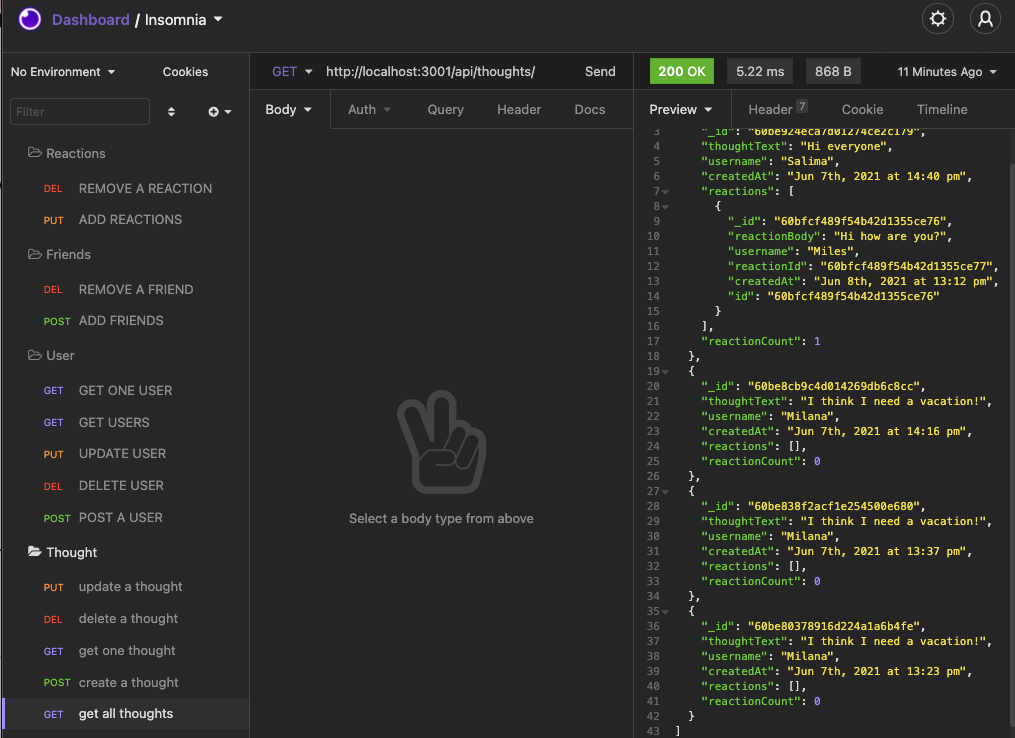 Dashboard / Insomnia
No Environment
Cookies
Filter
Reactions
DEL REMOVE A REACTION
PUT ADD REACTIONS
Friends
DEL REMOVE A FRIEND
POST ADD FRIENDS
User
GET GET ONE USER
GET GET USERS
PUT UPDATE USER
DEL DELETE USER
POST POST A USER
Thought
PUT update a thought
DEL delete a thought
GET get one thought
POST create a thought
GET get all thoughts
GET http://localhost:3001/api/thoughts/ Send
Body Auth Query Header Docs
Select a body type from above
200 OK 5.22 ms 868 B 11 Minutes Ago
Preview Header 7 Cookie Timeline
3 "_id": "60be924eca7d01274ce2c179",
4 "thoughtText": "Hi everyone",
5 "username": "Salima",
6 "createdAt": "Jun 7th, 2021 at 14:40 pm",
7 "reactions": [
8 {
9 "_id": "60bfcf489f54b42d1355ce76",
10 "reactionBody": "Hi how are you?",
11 "username": "Miles",
12 "reactionId": "60bfcf489f54b42d1355ce77",
13 "createdAt": "Jun 8th, 2021 at 13:12 pm",
14 "id": "60bfcf489f54b42d1355ce76"
15 }
16 ],
17 "reactionCount": 1
18 },
19 {
20 "_id": "60be8cb9c4d014269db6c8cc",
21 "thoughtText": "I think I need a vacation!",
22 "username": "Milana",
23 "createdAt": "Jun 7th, 2021 at 14:16 pm",
24 "reactions": [],
25 "reactionCount": 0
26 },
27 {
28 "_id": "60be838f2acf1e254500e680",
29 "thoughtText": "I think I need a vacation!",
30 "username": "Milana",
31 "createdAt": "Jun 7th, 2021 at 13:37 pm",
32 "reactions": [],
33 "reactionCount": 0
34 },
35 {
36 "_id": "60be80378916d224a1a6b4fe",
37 "thoughtText": "I think I need a vacation!",
38 "username": "Milana",
39 "createdAt": "Jun 7th, 2021 at 13:23 pm",
40 "reactions": [],
41 "reactionCount": 0
42 }
43 ]